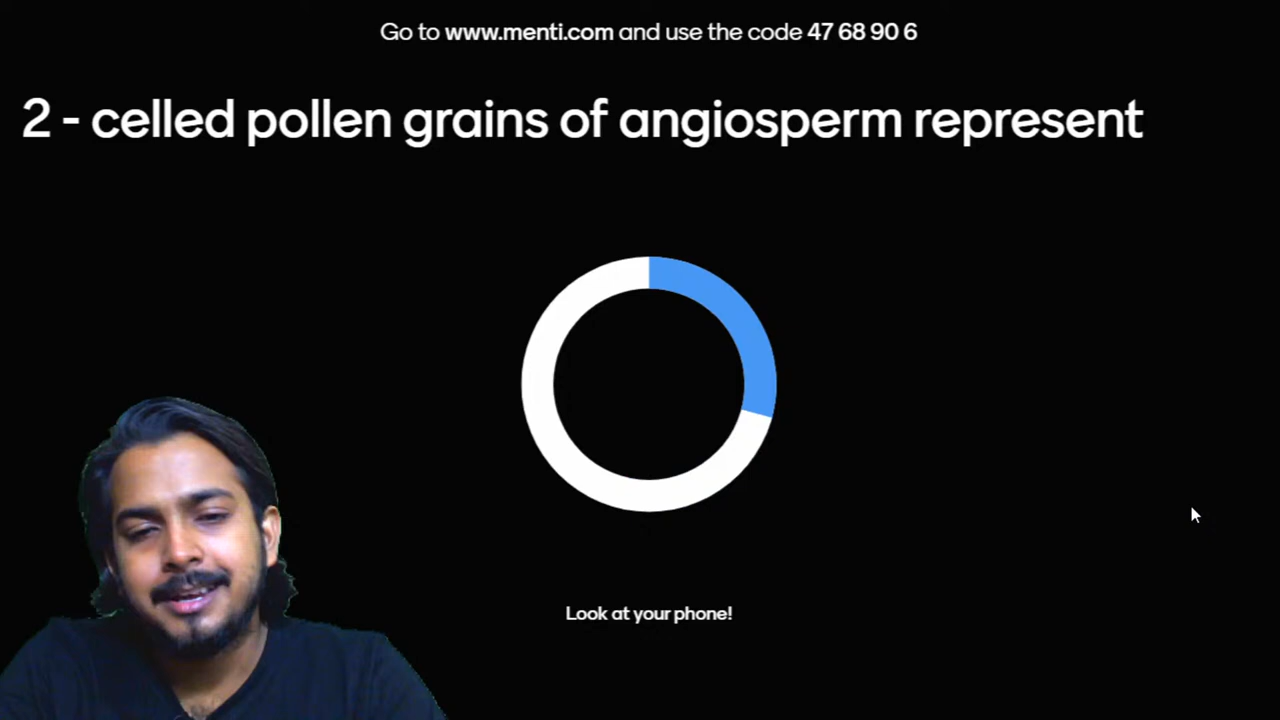 Go to www.menti.com and use the code 47 68 90 6
2 - celled pollen grains of angiosperm represent
Look at your phone!